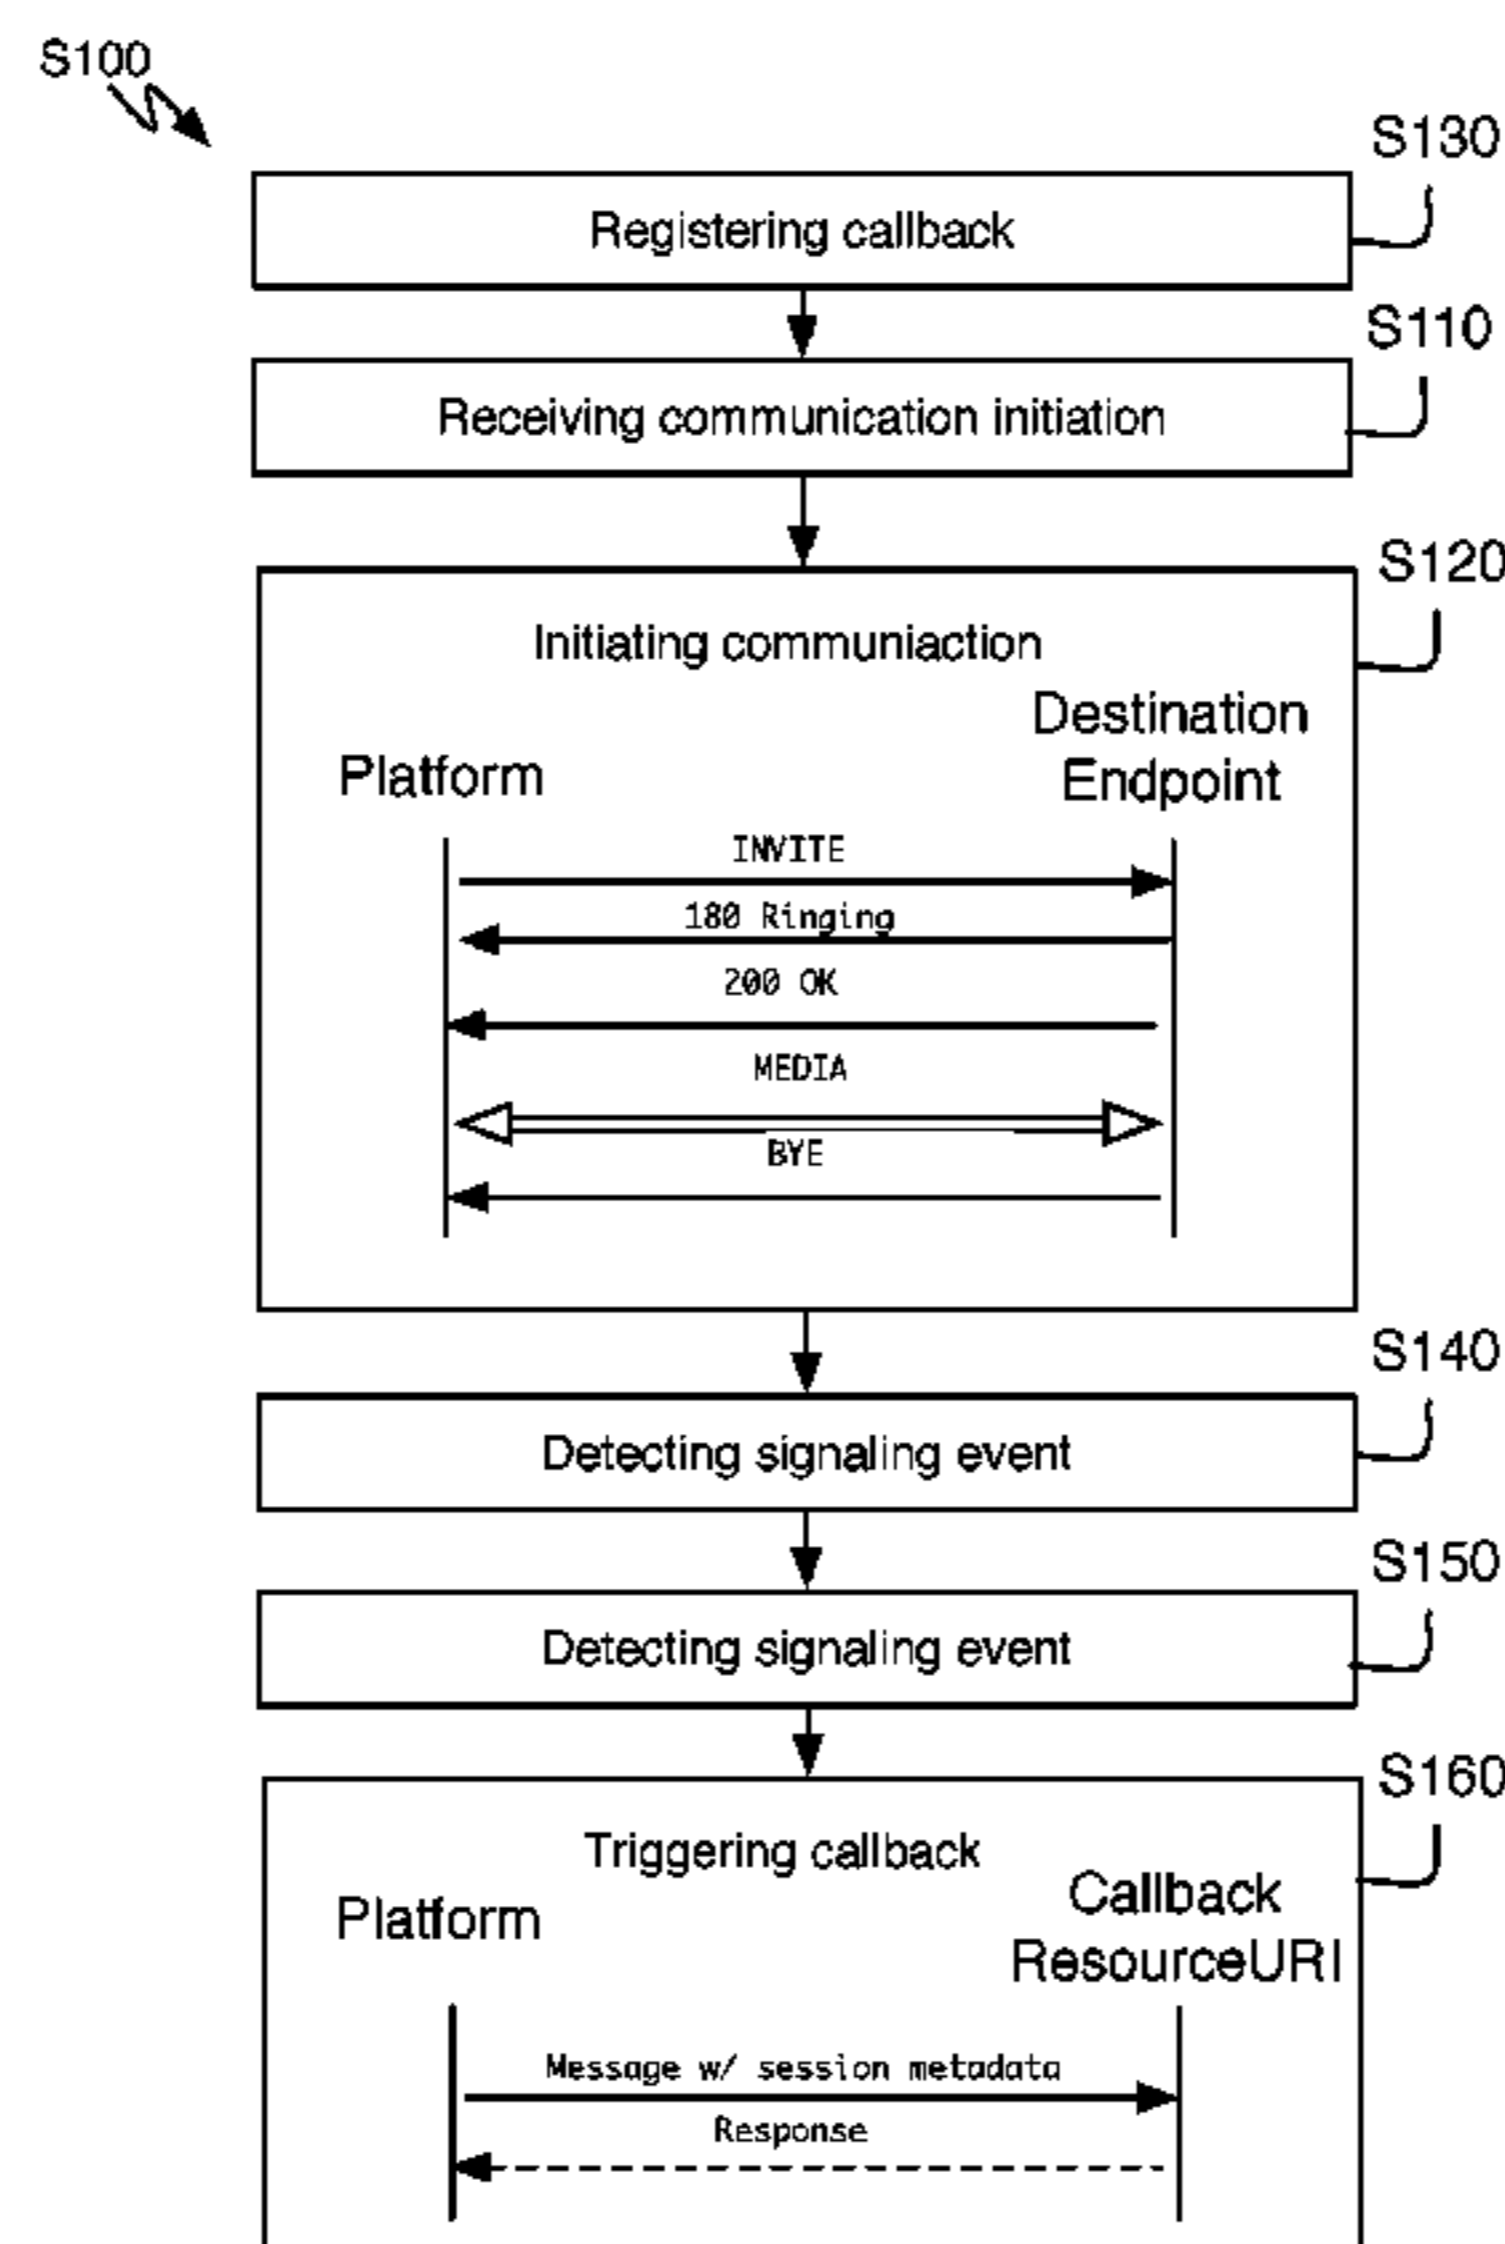 S100
S130
Registering callback
S110
Receiving communication initiation
S120
Initiating communiaction
Destination
Platform
Endpoint
INVITE
180 Ringing
200 OK
MEDIA
BYE
S140
Detecting signaling event
S150
Detecting signaling event
S160
Triggering callback
Callback
Platform
ResourceURI
Message w/ session metadata
Response